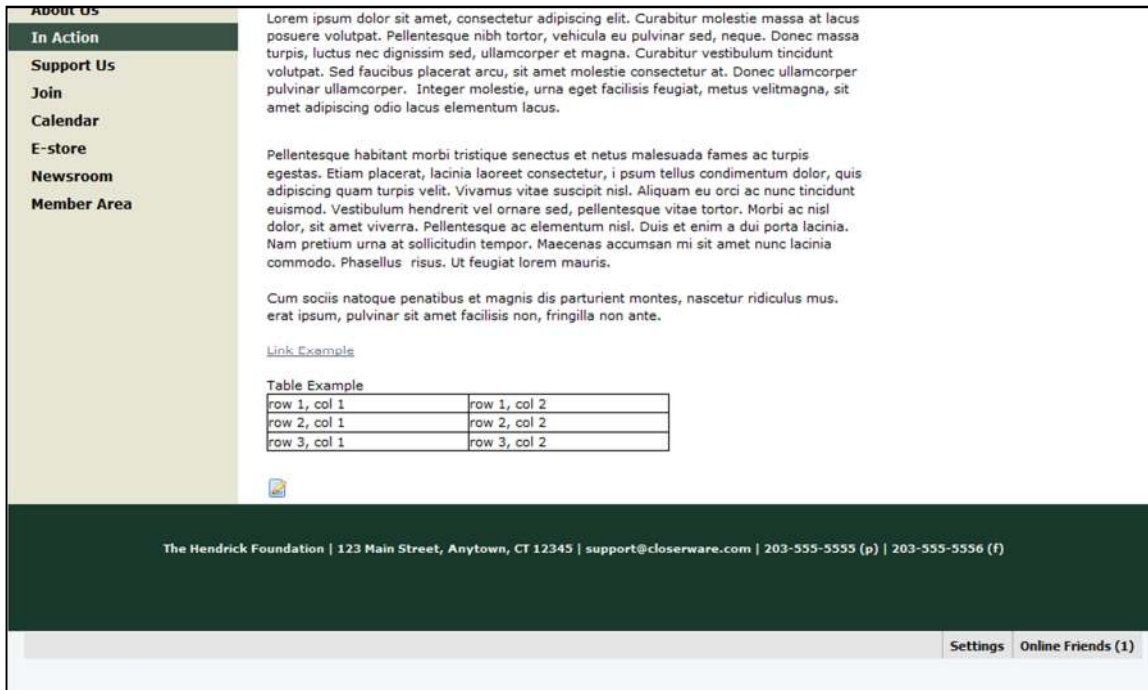 About Us
In Action
Support Us
Join
Calendar
E-store
Newsroom
Member Area
Lorem ipsum dolor sit amet, consectetur adipiscing elit. Curabitur molestie massa at lacus
posuere volutpat. Pellentesque nibh tortor, vehicula eu pulvinar sed, neque. Donec massa
turpis, luctus nec dignissim sed, ullamcorper et magna. Curabitur vestibulum tincidunt
volutpat. Sed faucibus placerat arcu, sit amet molestie consectetur at. Donec ullamcorper
pulvinar ullamcorper.  Integer molestie, urna eget facilisis feugiat, metus velitmagna, sit
amet adipiscing odio lacus elementum lacus.
Pellentesque habitant morbi tristique senectus et netus malesuada fames ac turpis
egestas. Etiam placerat, lacinia laoreet consectetur, i psum tellus condimentum dolor, quis
adipiscing quam turpis velit. Vivamus vitae suscipit nisl. Aliquam eu orci ac nunc tincidunt
euismod. Vestibulum hendrerit vel ornare sed, pellentesque vitae tortor. Morbi ac nisl
dolor, sit amet viverra. Pellentesque ac elementum nisl. Duis et enim a dui porta lacinia.
Nam pretium urna at sollicitudin tempor. Maecenas accumsan mi sit amet nunc lacinia
commodo. Phasellus  risus. Ut feugiat lorem mauris.
Cum sociis natoque penatibus et magnis dis parturient montes, nascetur ridiculus mus.
erat ipsum, pulvinar sit amet facilisis non, fringilla non ante.
Link Example
Table Example
row 1, col 1 row 1, col 2
row 2, col 1 row 2, col 2
row 3, col 1 row 3, col 2
The Hendrick Foundation | 123 Main Street, Anytown, CT 12345 | support@closerware.com | 203-555-5555 (p) | 203-555-5556 (f)
Settings Online Friends (1)